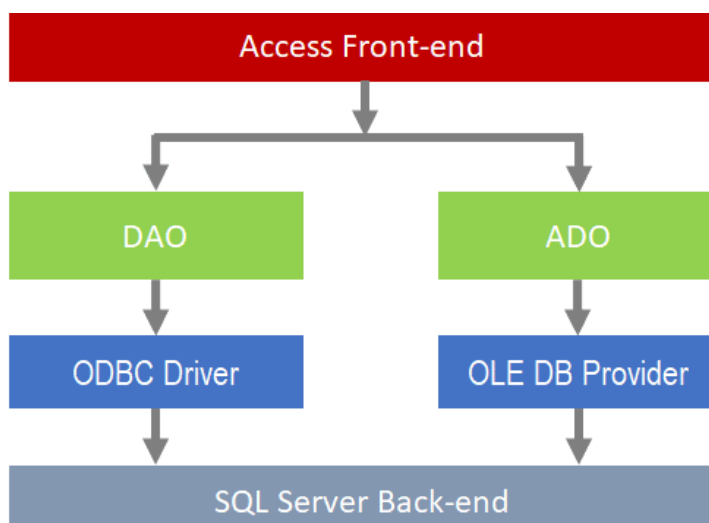 Access Front-end
DAO
ADO
ODBC Driver
OLE DB Provider
SQL Server Back-end